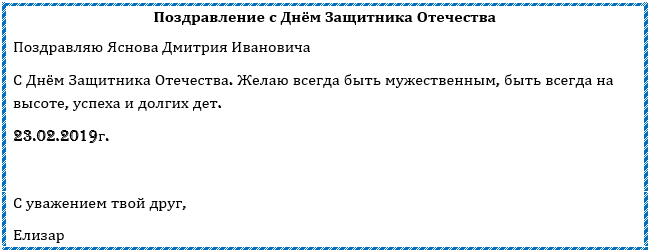 Поздравление с Днём Защитника Отечества
Поздравляю Яснова Дмитрия Ивановича
С Днём Защитника Отечества. Желаю всегда быть мужественным, быть всегда на
высоте, успеха и долгих дет.
23.02.2019г.
С уважением твой друг,
Елизар